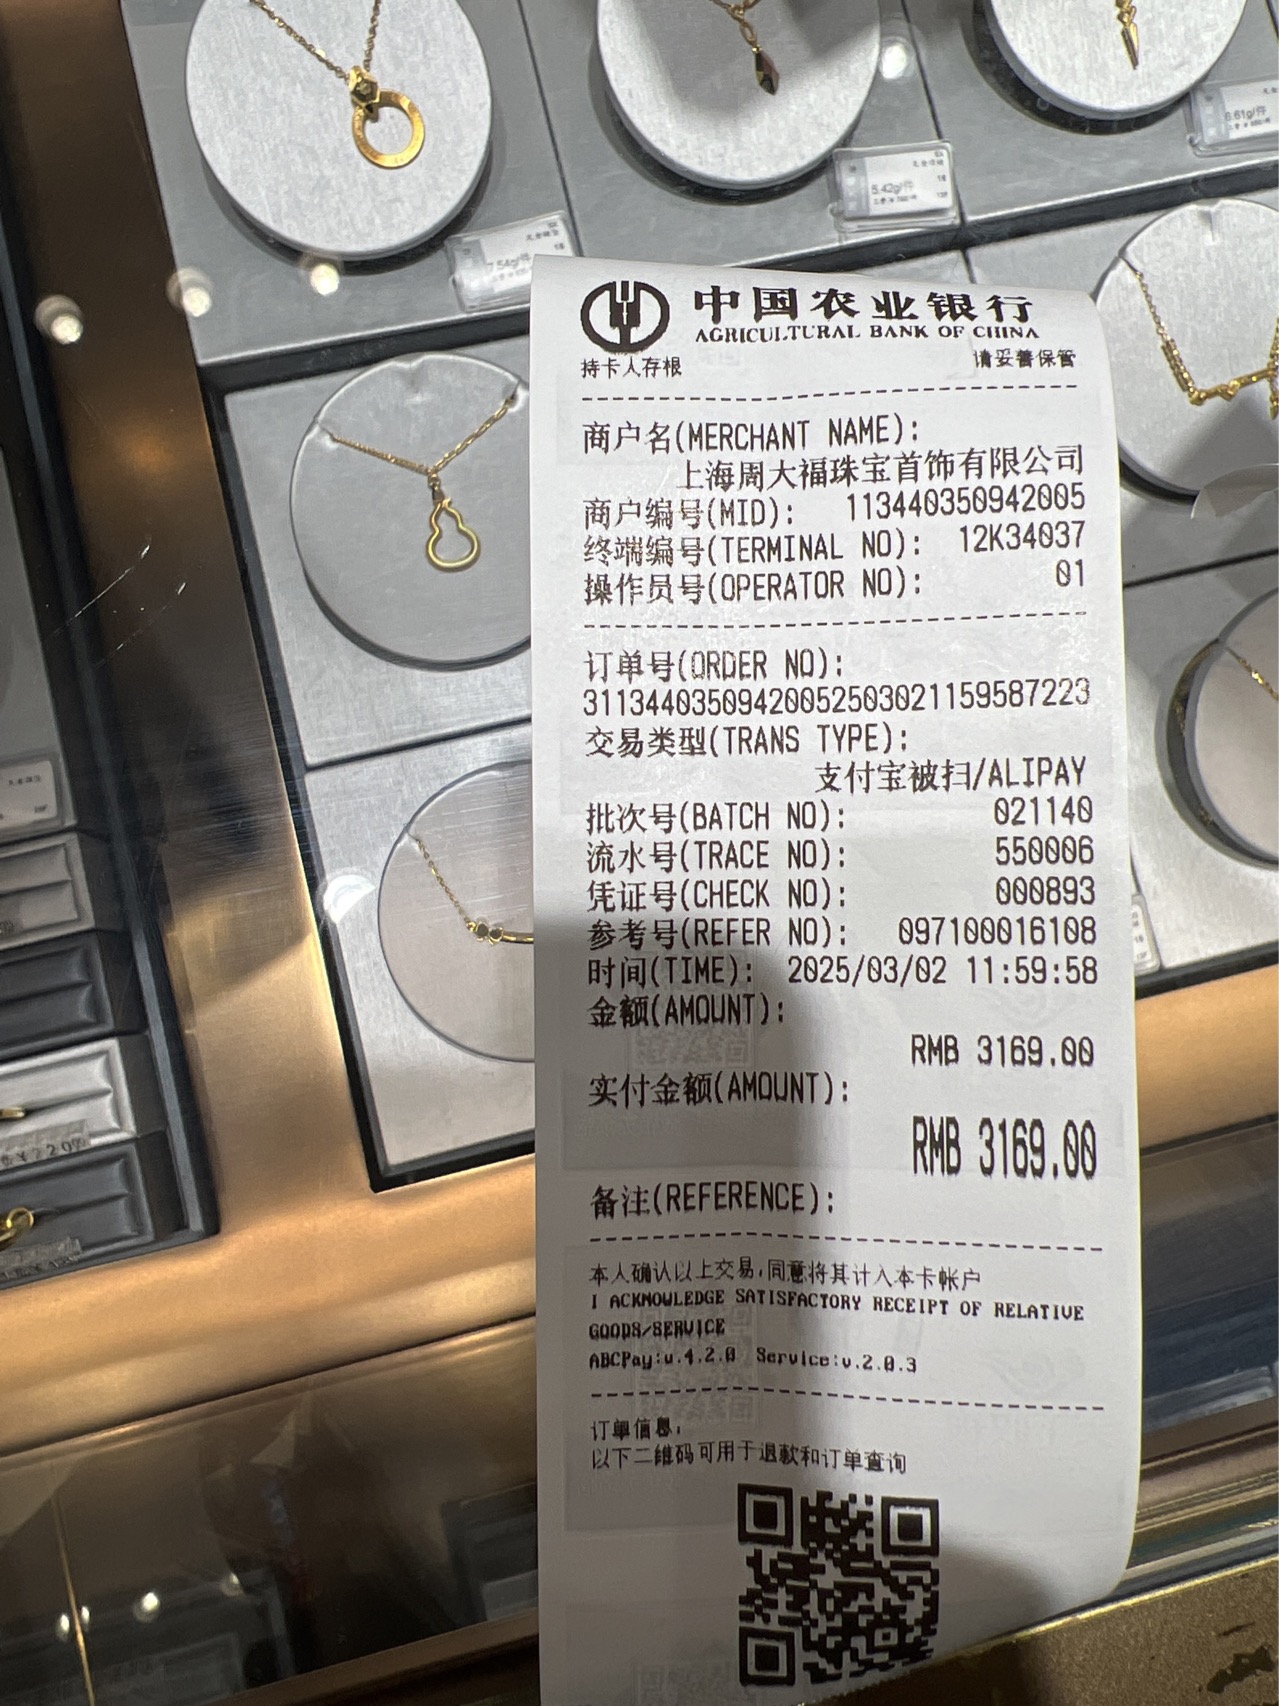 6.61g/件
5.42g/件
7.54g/件
中国农业银行
AGRICULTURAL BANK OF CHINA
持卡人存根 请妥善保管
商户名(MERCHANT NAME):
上海周大福珠宝首饰有限公司
商户编号(MID): 113440350942005
终端编号(TERMINAL NO): 12K34037
操作员号(OPERATOR NO): 01
订单号(ORDER NO):
31134403509420052503021159587223
交易类型(TRANS TYPE):
支付宝被扫/ALIPAY
批次号(BATCH NO): 021140
流水号(TRACE NO): 550006
凭证号(CHECK NO): 000893
参考号(REFER NO): 097100016108
时间(TIME): 2025/03/02 11:59:58
金额(AMOUNT):
RMB 3169.00
实付金额(AMOUNT):
RMB 3169.00
备注(REFERENCE):
本人确认以上交易,同意将其计入本卡帐户
I ACKNOWLEDGE SATISFACTORY RECEIPT OF RELATIVE
GOODS/SERVICE
ABCPay:v.4.2.0 Service:v.2.0.3
订单信息:
以下二维码可用于退款和订单查询